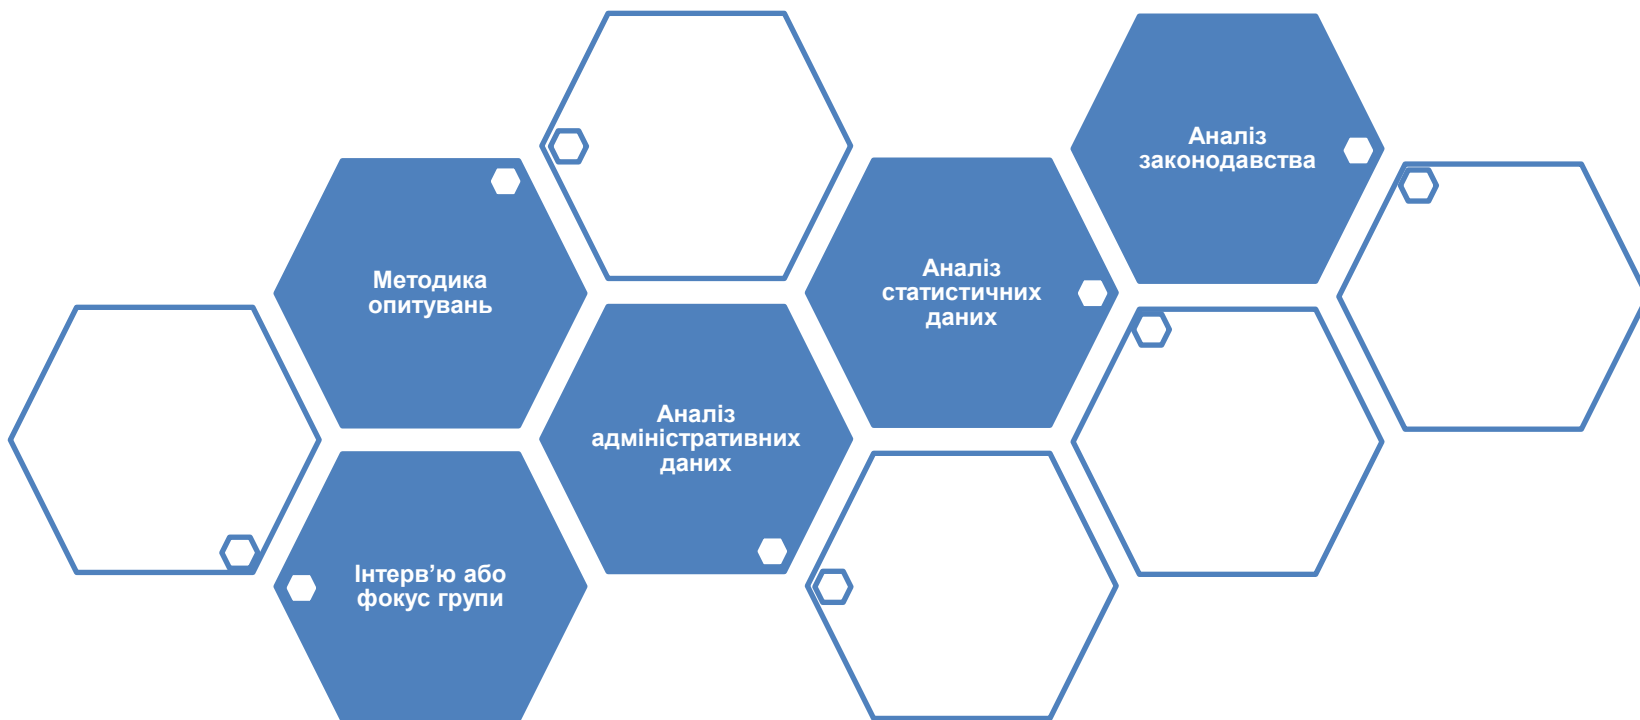 Аналіз
законодавства
Методика
опитувань
Аналіз
статистичних
даних
Аналіз
адміністративних
даних
Інтерв’ю або
фокус групи